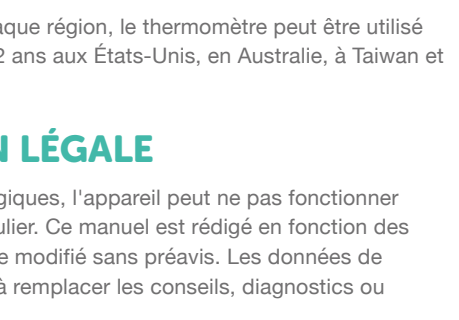 aque région, le thermomètre peut être utilisé
2 ans aux États-Unis, en Australie, à Taiwan et
N LÉGALE
giques, l'appareil peut ne pas fonctionner
ulier. Ce manuel est rédigé en fonction des
e modifié sans préavis. Les données de
à remplacer les conseils, diagnostics ou